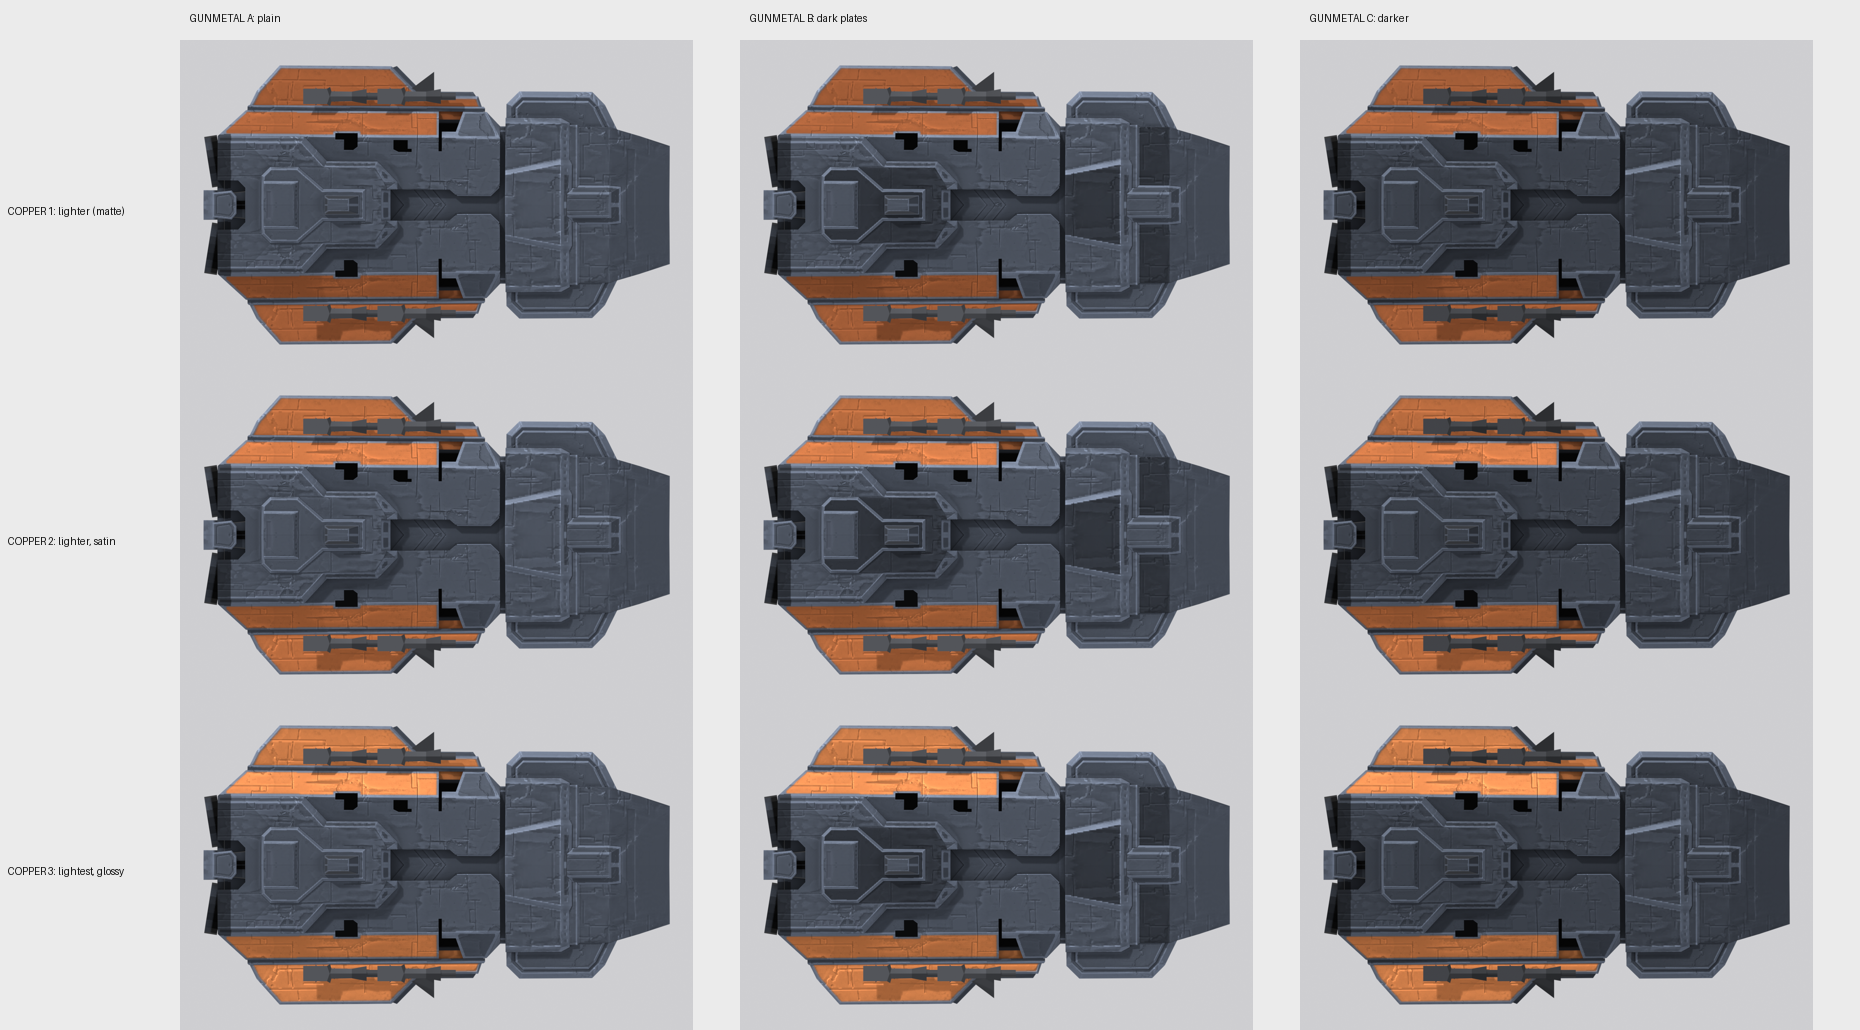 GUNMETAL A: plain
GUNMETAL B: dark plates
GUNMETAL C: darker
COPPER 1: lighter (matte)
COPPER 2: lighter, satin
COPPER 3: lightest, glossy